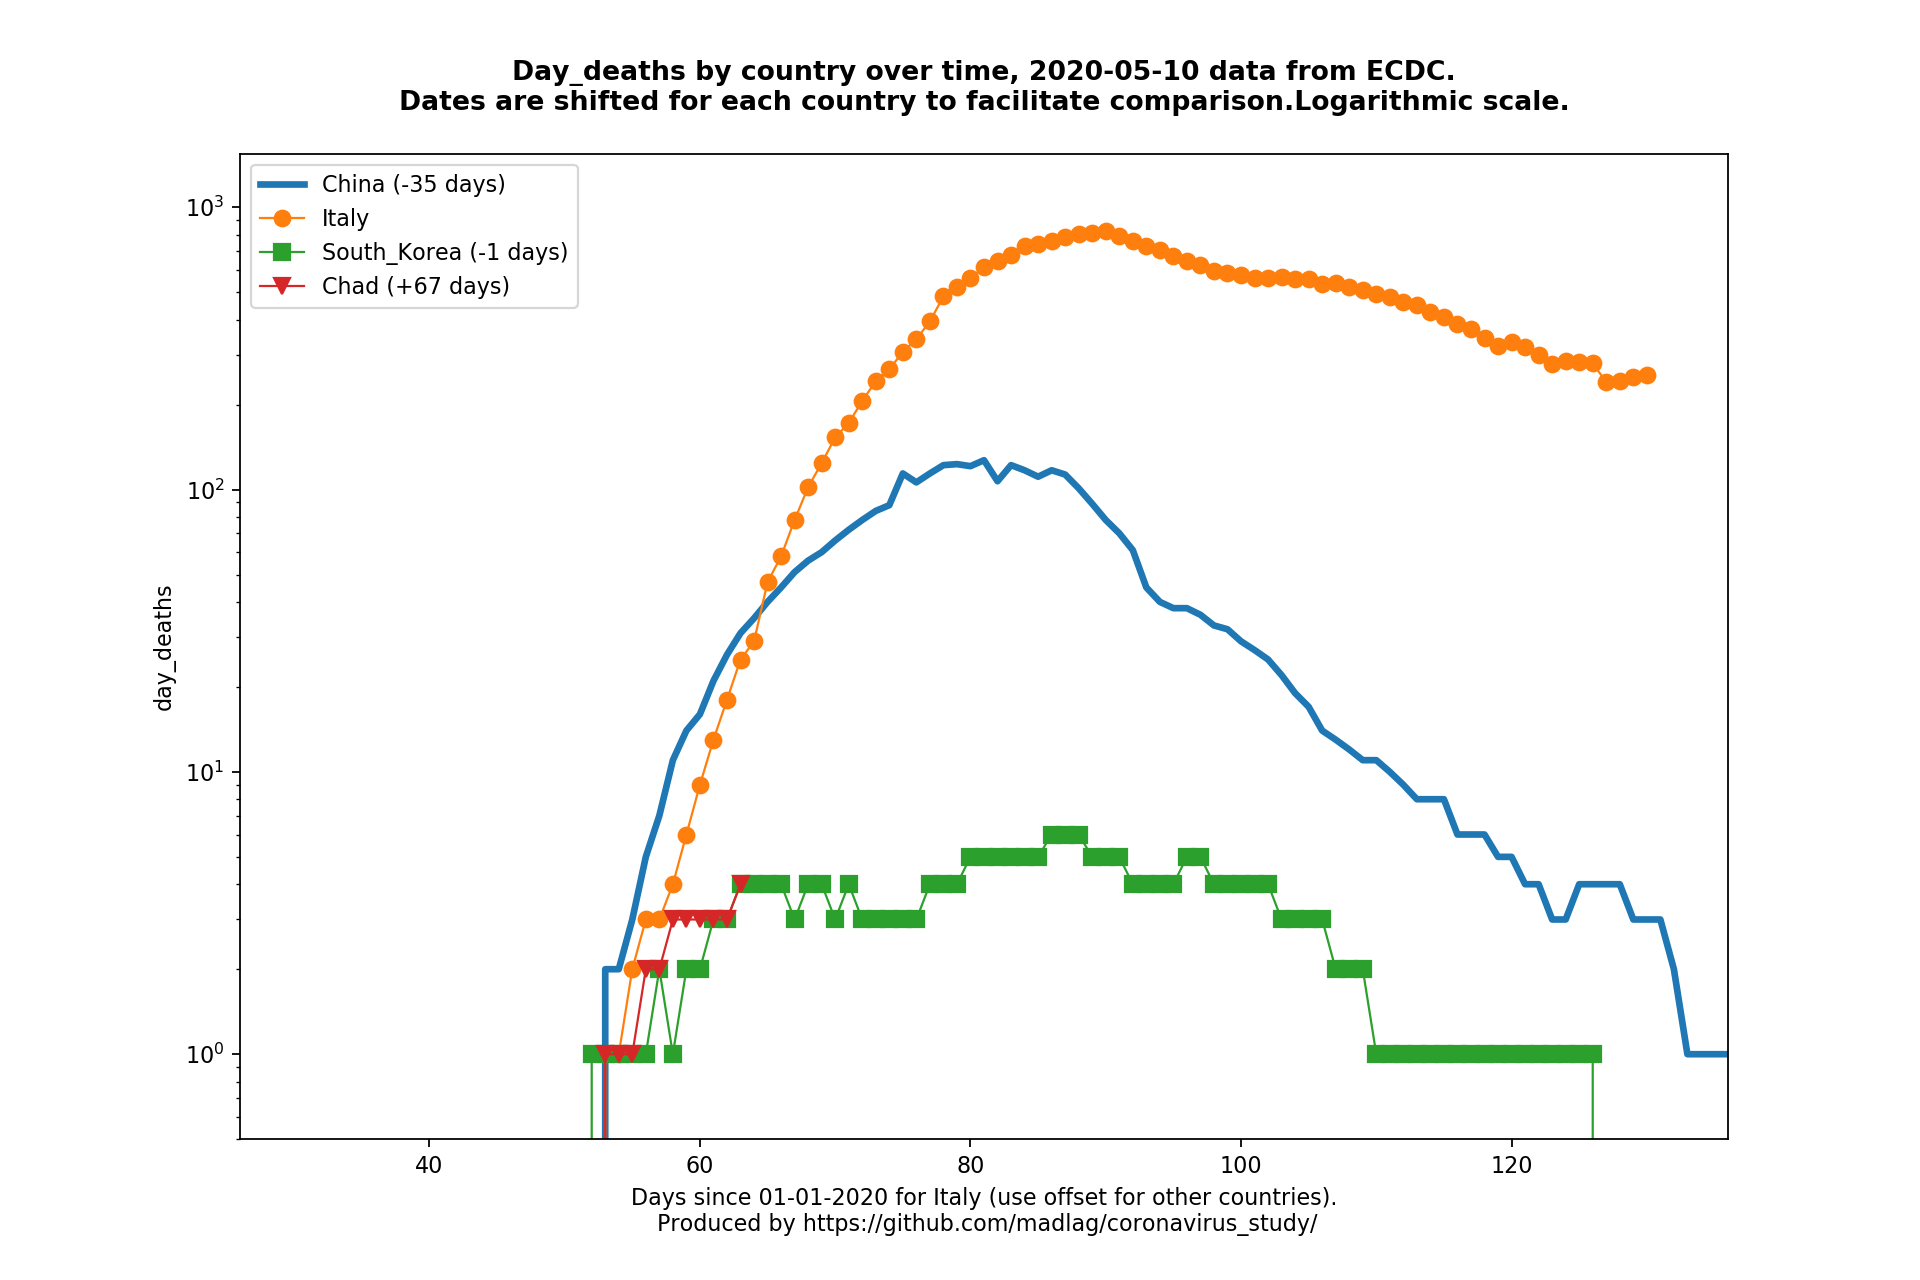 Day_deaths by country over time, 2020-05-10 data from ECDC.
Dates are shifted for each country to facilitate comparison.Logarithmic scale.
China (-35 days)
Italy
South_Korea (-1 days)
Chad (+67 days)
10³
10²
10¹
10⁰
day_deaths
40 60 80 100 120
Days since 01-01-2020 for Italy (use offset for other countries).
Produced by https://github.com/madlag/coronavirus_study/